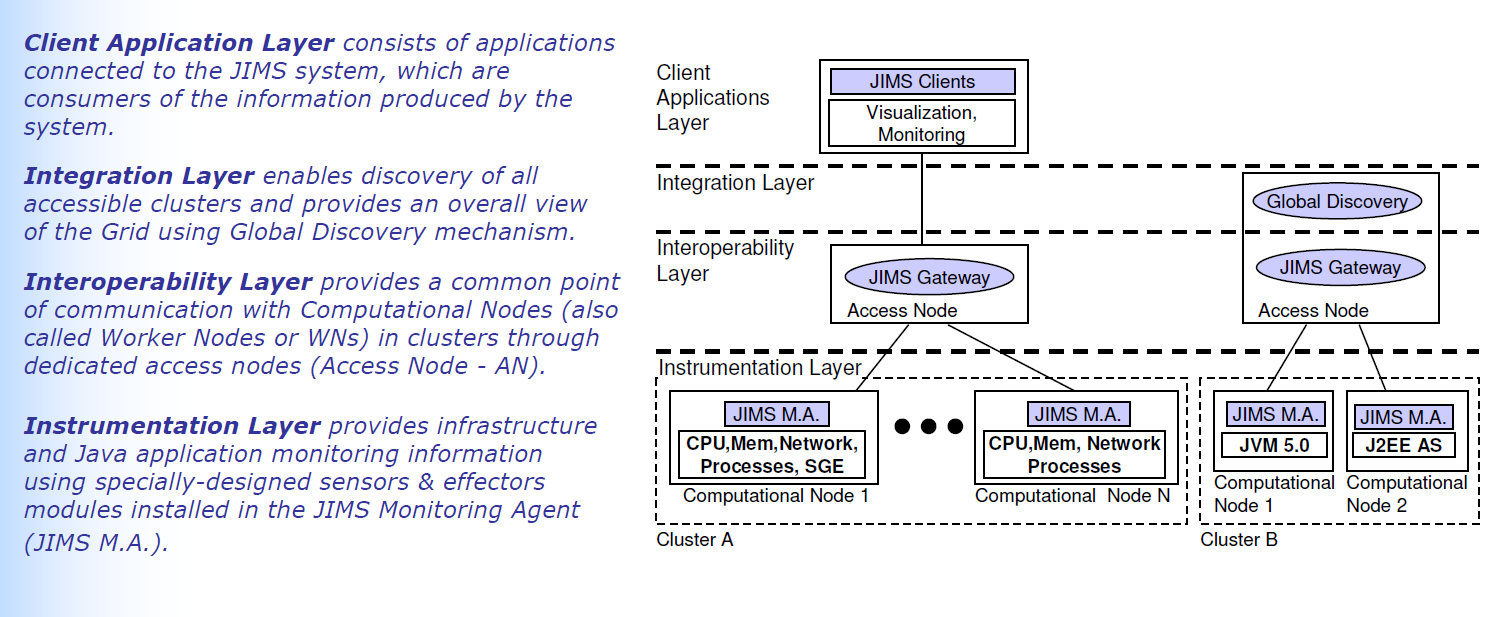 Client Application Layer consists of applications
connected to the JIMS system, which are
consumers of the information produced by the
system.
Integration Layer enables discovery of all
accessible clusters and provides an overall view
of the Grid using Global Discovery mechanism.
Interoperability Layer provides a common point
of communication with Computational Nodes (also
called Worker Nodes or WNs) in clusters through
dedicated access nodes (Access Node - AN).
Instrumentation Layer provides infrastructure
and Java application monitoring information
using specially-designed sensors & effectors
modules installed in the JIMS Monitoring Agent
(JIMS M.A.).
Client
Applications
Layer
JIMS Clients
Visualization,
Monitoring
Integration Layer
Global Discovery
Interoperability
Layer
JIMS Gateway
Access Node
JIMS Gateway
Access Node
Instrumentation Layer
JIMS M.A.
CPU,Mem,Network,
Processes, SGE
Computational Node 1
JIMS M.A.
CPU,Mem, Network
Processes
Computational Node N
Cluster A
JIMS M.A.
JVM 5.0
Computational
Node 1
JIMS M.A.
J2EE AS
Computational
Node 2
Cluster B